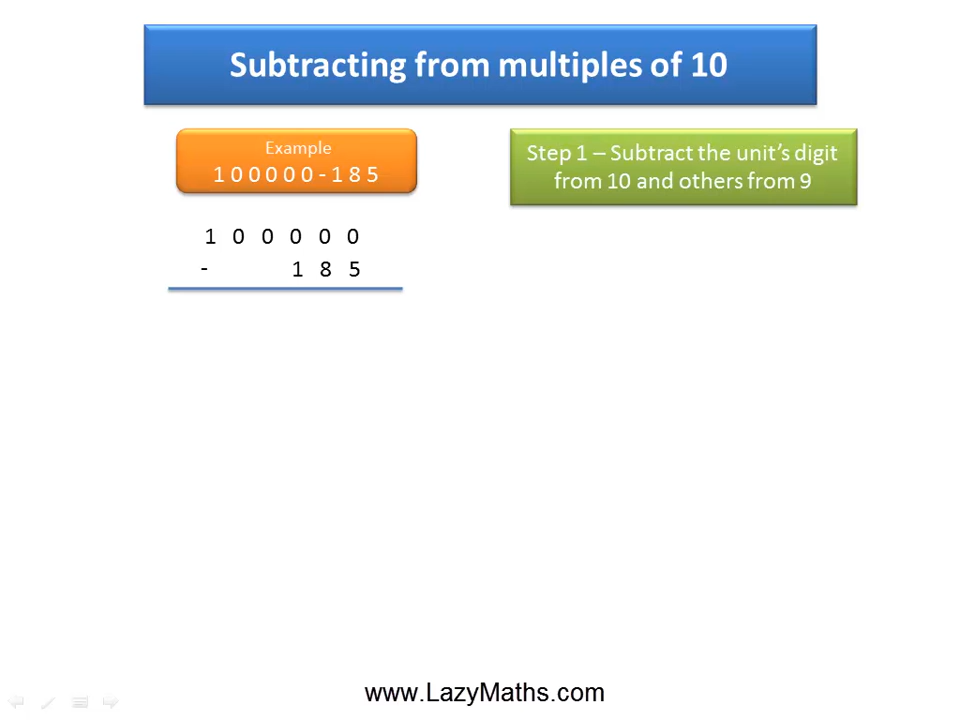 Subtracting from multiples of 10
Example
1 0 0 0 0 0 - 1 8 5
Step 1 – Subtract the unit's digit
from 10 and others from 9
1 0 0 0 0 0
- 1 8 5
www.LazyMaths.com